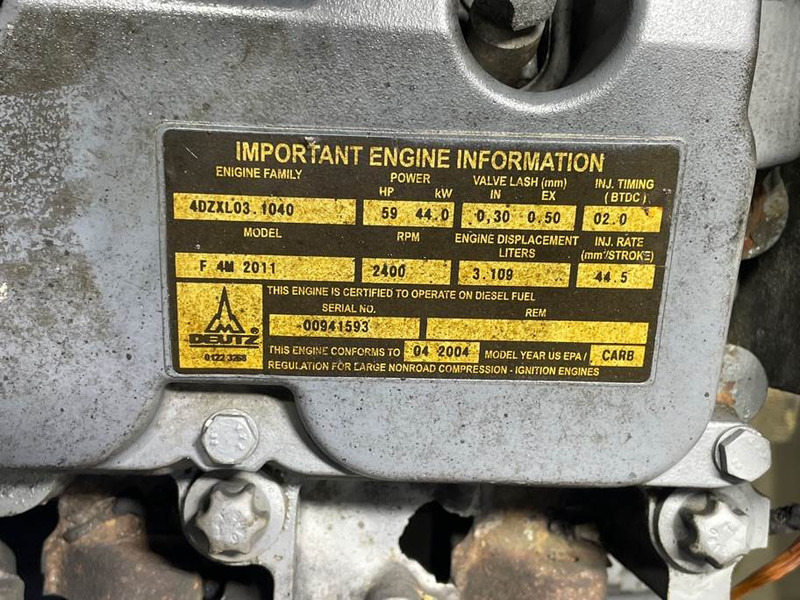 IMPORTANT ENGINE INFORMATION
ENGINE FAMILY POWER VALVE LASH (mm) INJ. TIMING
HP kW IN EX (BTDC)
4DZXL03.1040 59 44.0 0,30 0.50 02.0
MODEL RPM ENGINE DISPLACEMENT INJ. RATE
LITERS (mm³/STROKE)
F 4M 2011 2400 3.109 44.5
THIS ENGINE IS CERTIFIED TO OPERATE ON DIESEL FUEL
SERIAL NO. REM
00941593
DEUTZ
0122 3268
THIS ENGINE CONFORMS TO 04 2004 MODEL YEAR US EPA / CARB
REGULATION FOR LARGE NONROAD COMPRESSION - IGNITION ENGINES